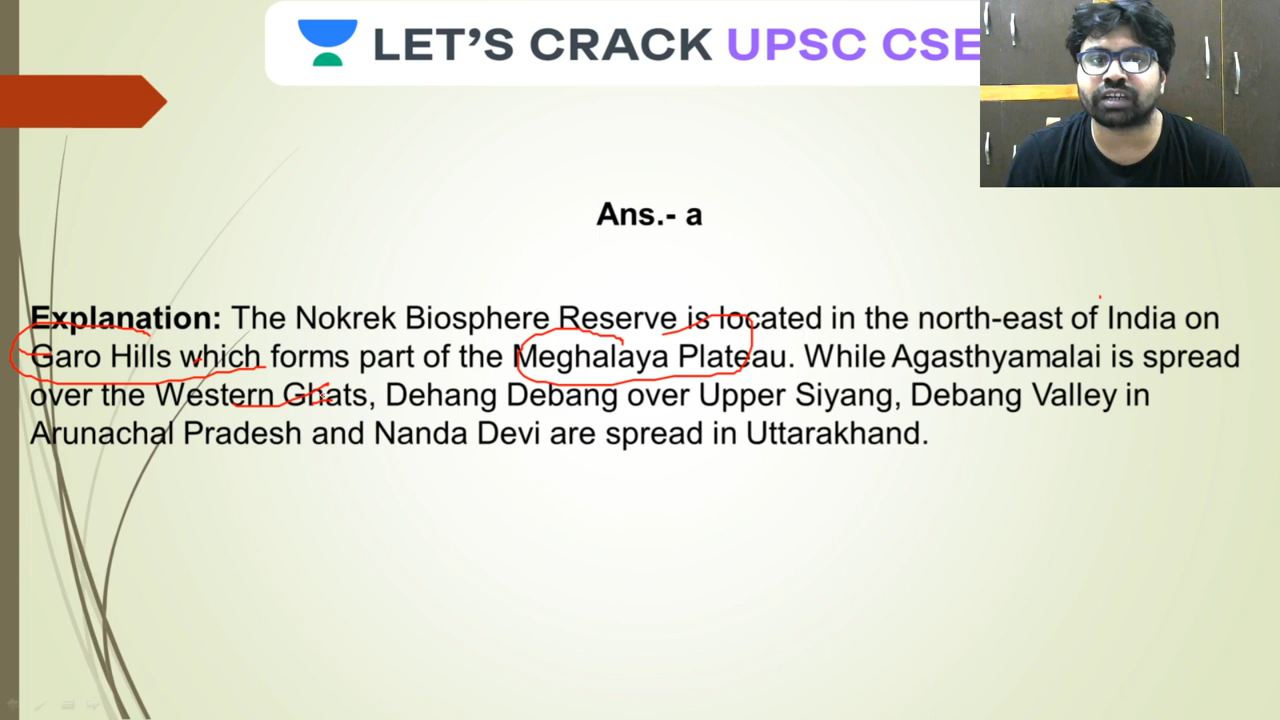 LET'S CRACK UPSC CSE
Ans.- a
Explanation: The Nokrek Biosphere Reserve is located in the north-east of India on
Garo Hills which forms part of the Meghalaya Plateau. While Agasthyamalai is spread
over the Western Ghats, Dehang Debang over Upper Siyang, Debang Valley in
Arunachal Pradesh and Nanda Devi are spread in Uttarakhand.